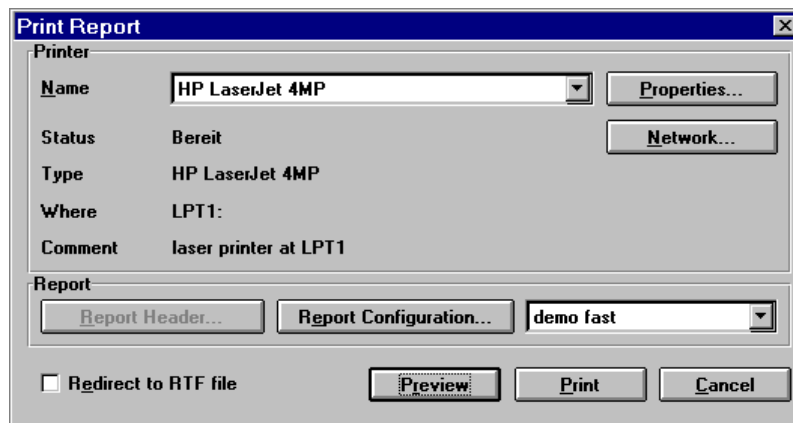 Print Report
Printer
Name HP LaserJet 4MP Properties...
Status Bereit Network...
Type HP LaserJet 4MP
Where LPT1:
Comment laser printer at LPT1
Report
Report Header... Report Configuration... demo fast
Redirect to RTF file Preview Print Cancel